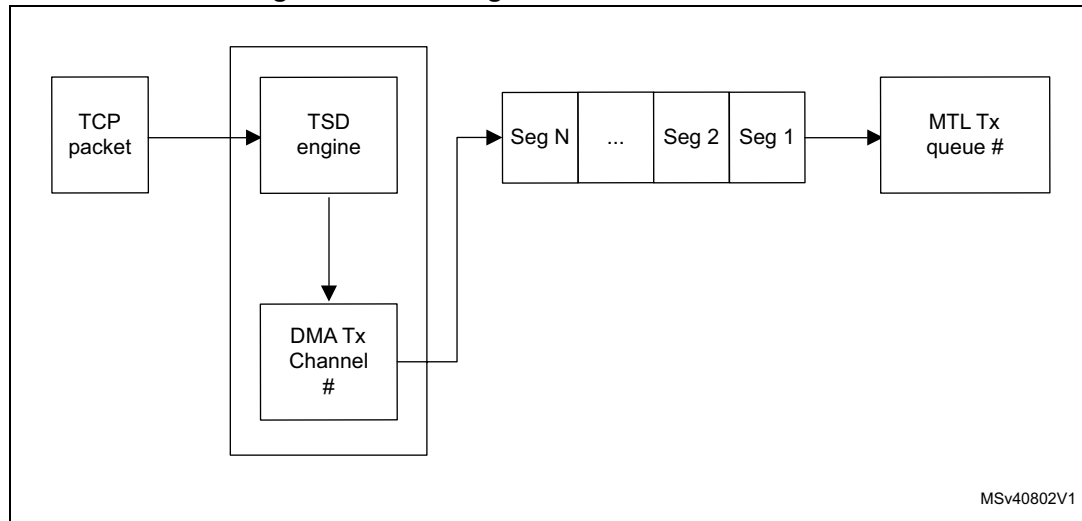 TCP
packet
TSD
engine
DMA Tx
Channel
#
Seg N
...
Seg 2
Seg 1
MTL Tx
queue #
MSv40802V1